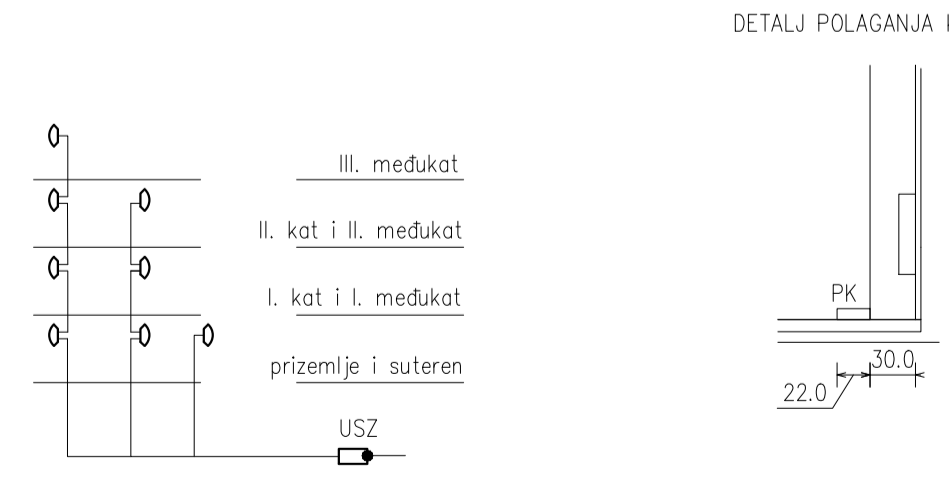 DETALJ POLAGANJA
III. međukat
II. kat i II. međukat
I. kat i I. međukat
prizemlje i suteren
USZ
PK
30.0
22.0